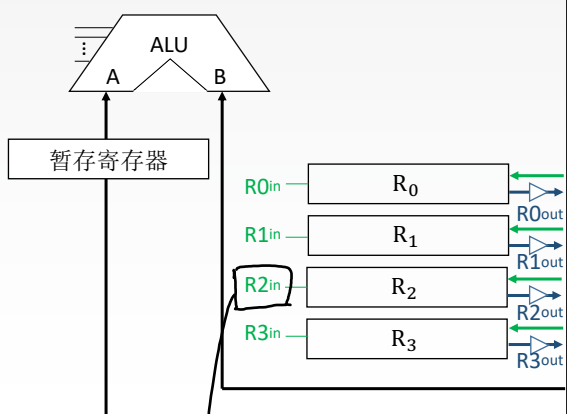 ALU
A B
⋮
暂存寄存器
R0in R₀ R0out
R1in R₁ R1out
R2in R₂ R2out
R3in R₃ R3out